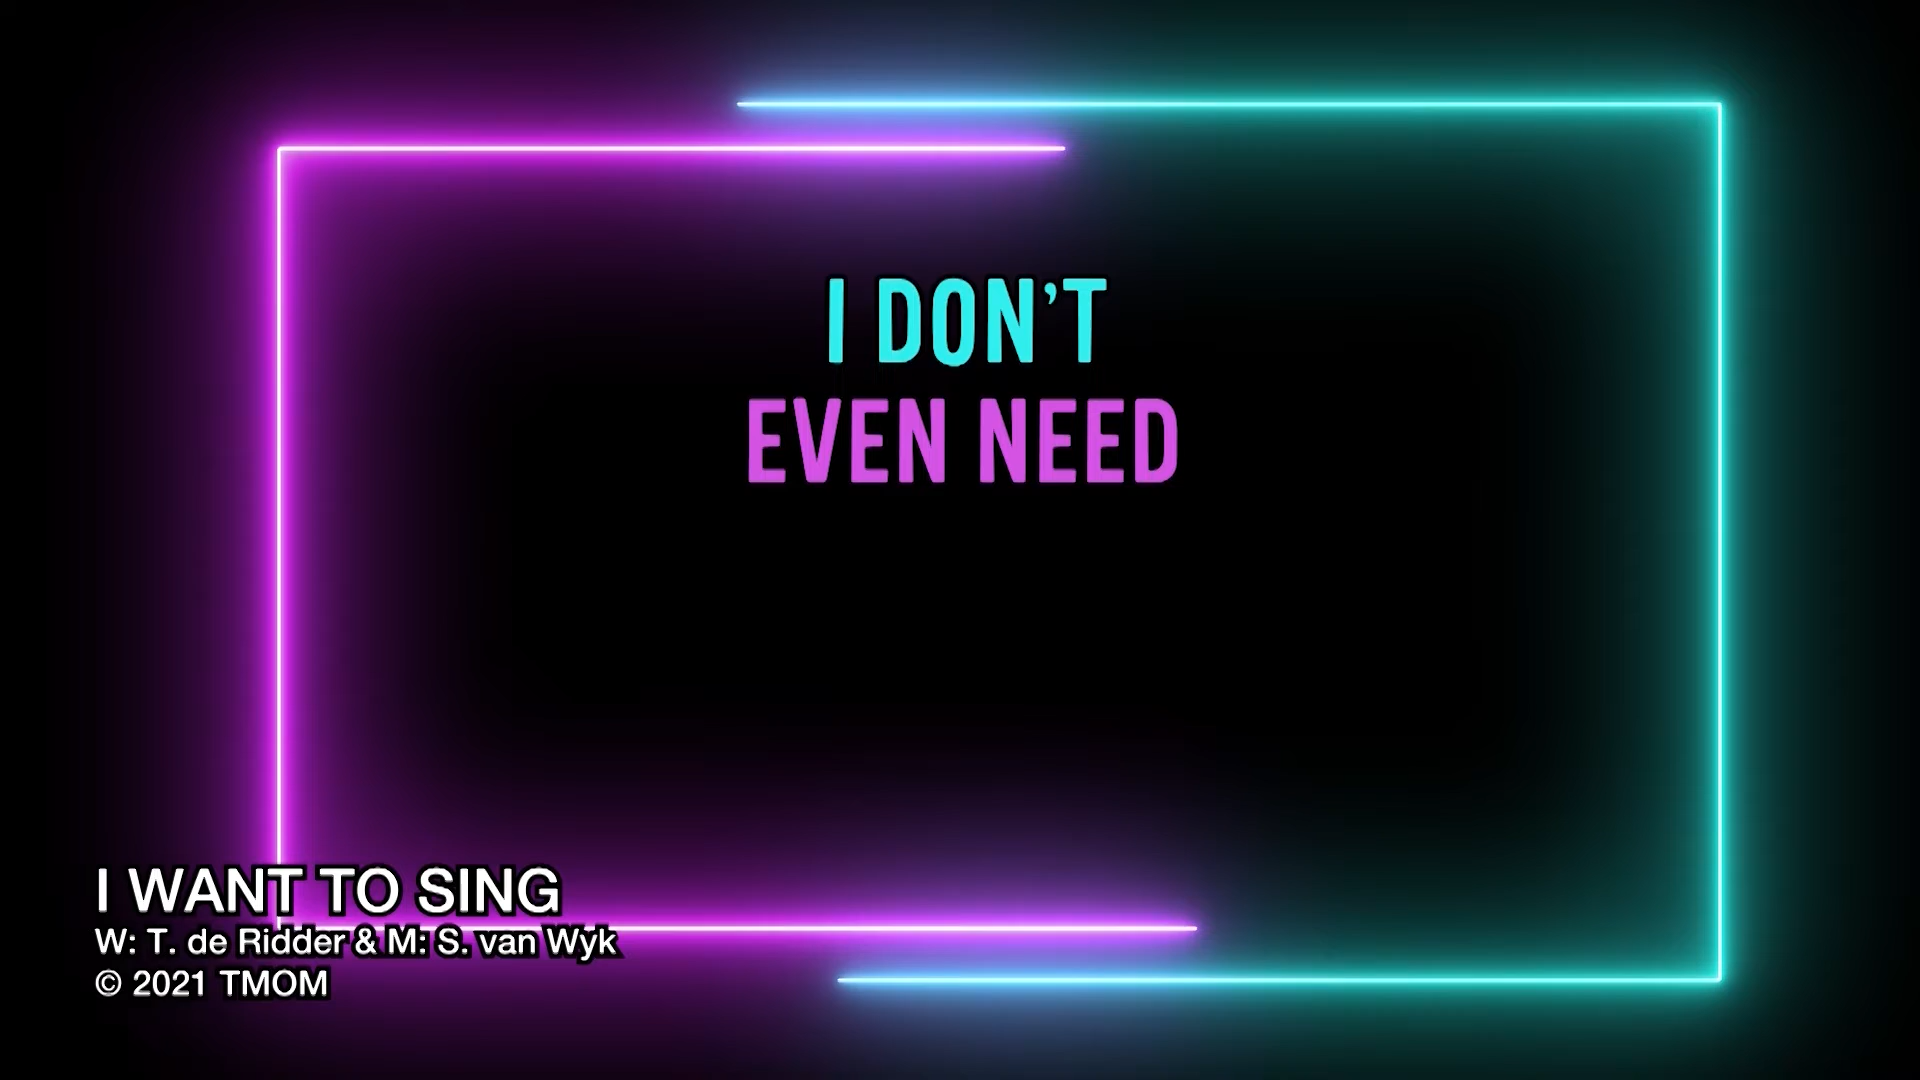 I DON’T
EVEN NEED
I WANT TO SING
W: T. de Ridder & M: S. van Wyk
© 2021 TMOM